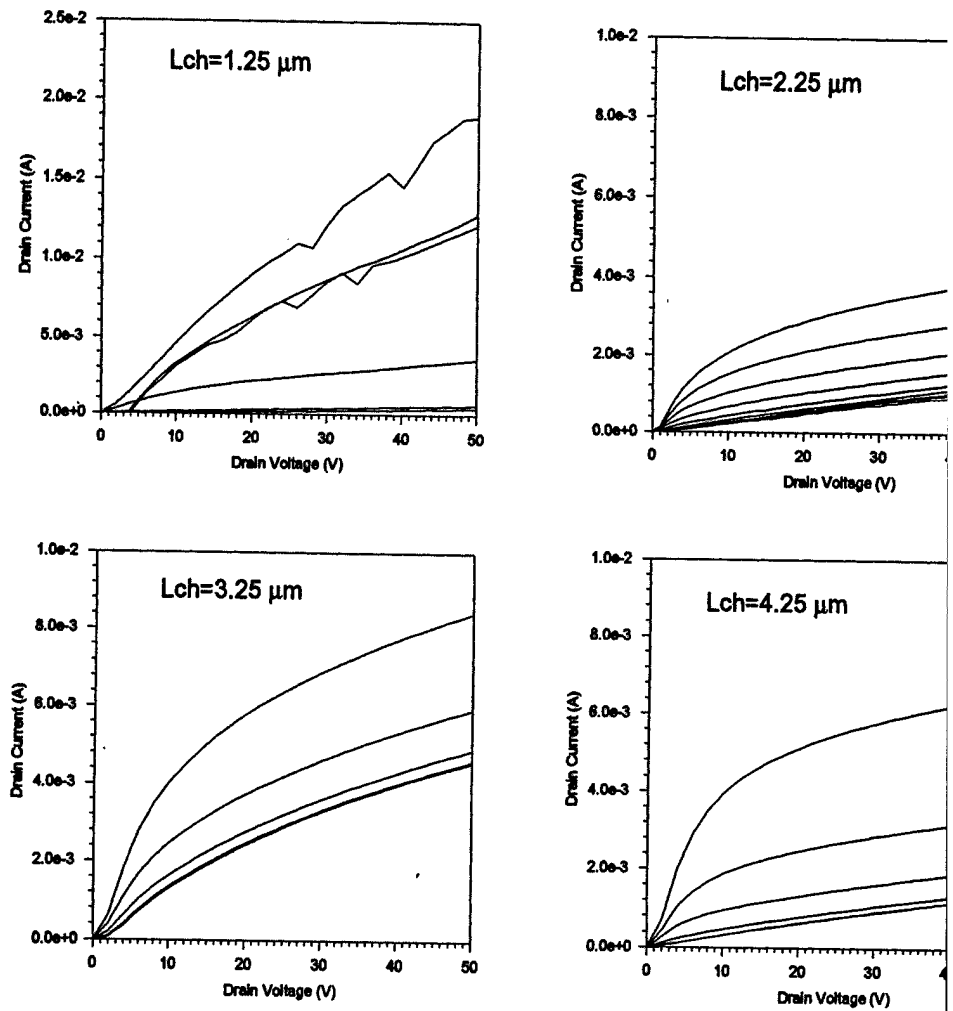 Lch=1.25 µm
Drain Current (A)
2.5e-2
2.0e-2
1.5e-2
1.0e-2
5.0e-3
0.0e+0
0 10 20 30 40 50
Drain Voltage (V)
Lch=2.25 µm
Drain Current (A)
1.0e-2
8.0e-3
6.0e-3
4.0e-3
2.0e-3
0.0e+0
0 10 20 30
Drain Voltage (V)
Lch=3.25 µm
Drain Current (A)
1.0e-2
8.0e-3
6.0e-3
4.0e-3
2.0e-3
0.0e+0
0 10 20 30 40 50
Drain Voltage (V)
Lch=4.25 µm
Drain Current (A)
1.0e-2
8.0e-3
6.0e-3
4.0e-3
2.0e-3
0.0e+0
0 10 20 30
Drain Voltage (V)